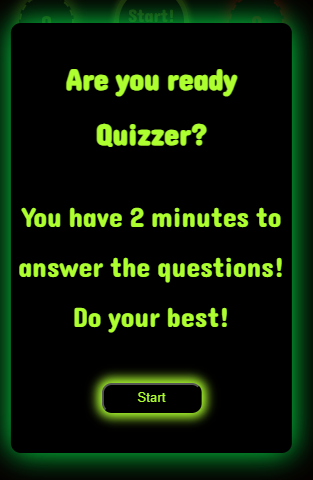 Start!
Are you ready
Quizzer?
You have 2 minutes to
answer the questions!
Do your best!
Start